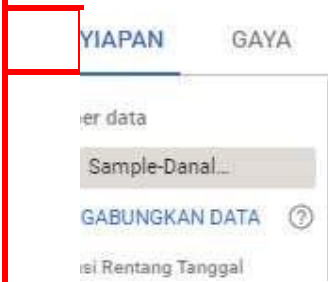 YIAPAN GAYA
er data
Sample-Danal...
GABUNGKAN DATA ?
si Rentang Tanggal